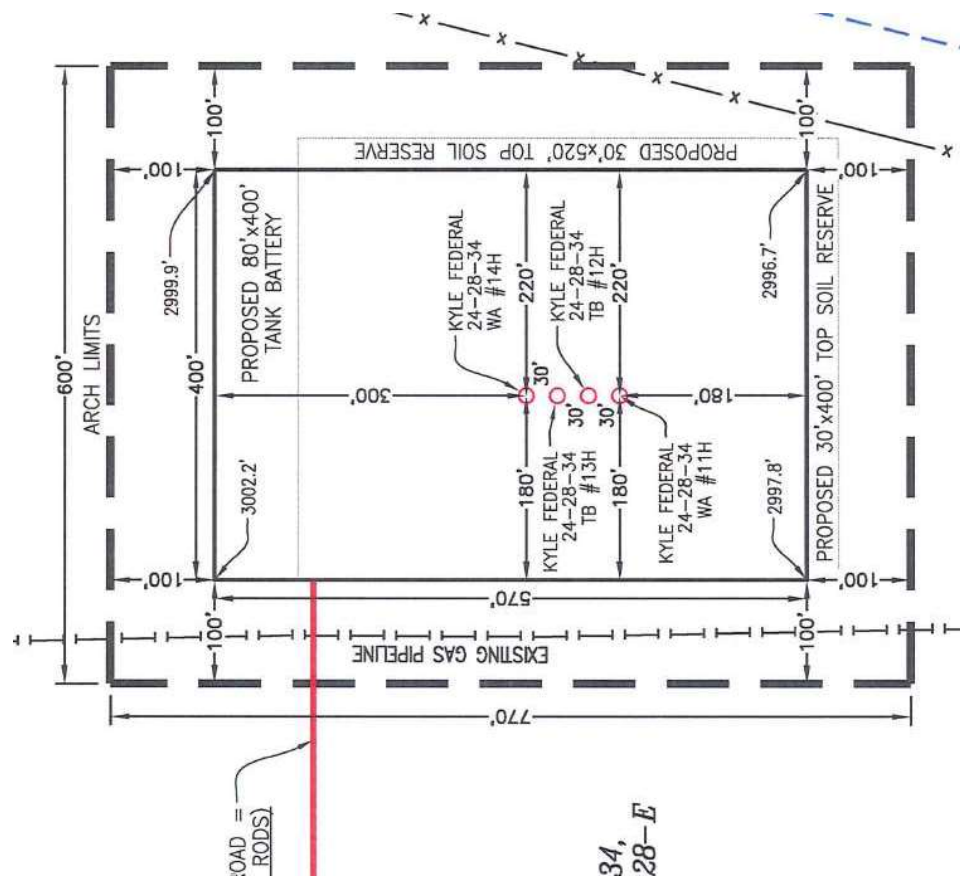 600'
ARCH LIMITS
400'
100'
100'
2999.9'
PROPOSED 80'x400'
TANK BATTERY
PROPOSED 30'x520' TOP SOIL RESERVE
100'
100'
2996.7'
KYLE FEDERAL
24-28-34
WA #14H
220'
KYLE FEDERAL
24-28-34
TB #12H
220'
300'
30'
30'
30'
180'
180'
KYLE FEDERAL
24-28-34
TB #13H
180'
KYLE FEDERAL
24-28-34
WA #11H
PROPOSED 30'x400' TOP SOIL RESERVE
3002.2'
2997.8'
100'
100'
570'
100'
100'
EXISTING GAS PIPELINE
770'
ROAD =
RODS)
34,
28-E
x
x
x
x
x
x